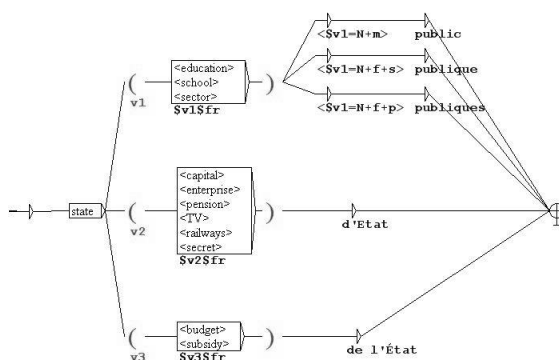 <$v1=N+m> public
<education>
<school>
<sector>
<$v1=N+f+s> publique
v1
$v1$fr
<$v1=N+f+p> publiques
<capital>
<enterprise>
<pension>
<TV>
<railways>
<secret>
state
v2
$v2$fr
d'Etat
<budget>
<subsidy>
v3
$v3$fr
de l'État